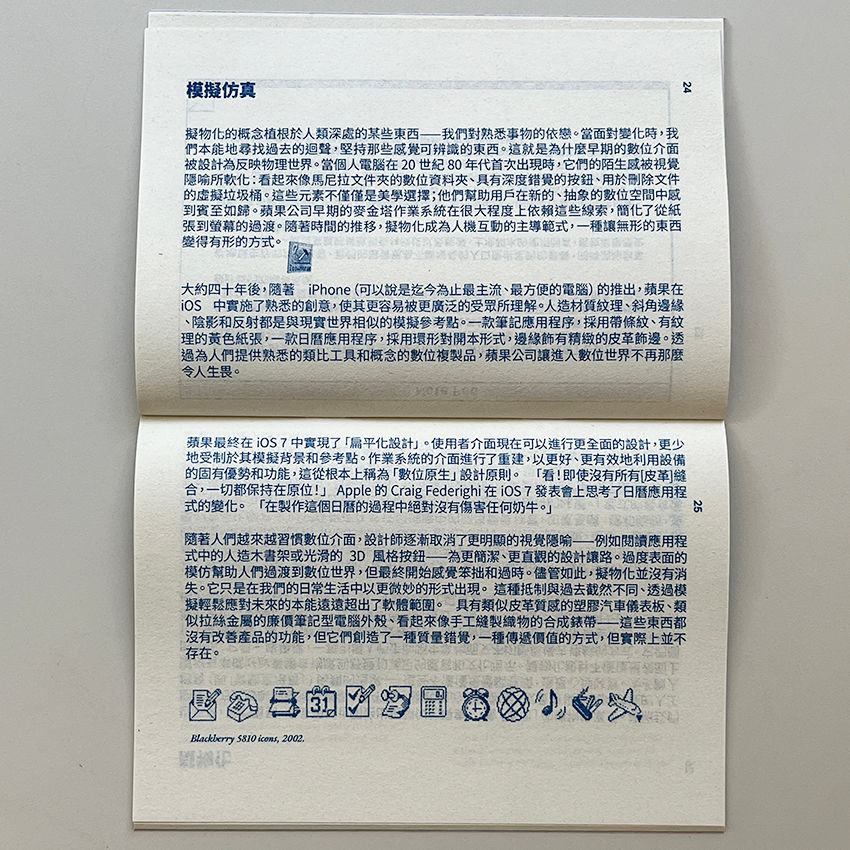 模擬仿真
24
擬物化的概念植根於人類深處的某些東西——我們對熟悉事物的依戀。當面對變化時，我
們本能地尋找過去的迴聲，堅持那些感覺可辨識的東西。這就是為什麼早期的數位介面
被設計為反映物理世界。當個人電腦在 20 世紀 80 年代首次出現時，它們的陌生感被視覺
隱喻所軟化：看起來像馬尼拉文件夾的數位資料夾、具有深度錯覺的按鈕、用於刪除文件
的虛擬垃圾桶。這些元素不僅僅是美學選擇；他們幫助用戶在新的、抽象的數位空間中感
到賓至如歸。蘋果公司早期的麥金塔作業系統在很大程度上依賴這些線索，簡化了從紙
張到螢幕的過渡。隨著時間的推移，擬物化成為人機互動的主導範式，一種讓無形的東西
變得有形的方式。
大約四十年後，隨著 iPhone（可以說是迄今為止最主流、最方便的電腦）的推出，蘋果在
iOS 中實施了熟悉的創意，使其更容易被更廣泛的受眾所理解。人造材質紋理、斜角邊緣
、陰影和反射都是與現實世界相似的模擬參考點。一款筆記應用程序，採用帶條紋、有紋
理的黃色紙張，一款日曆應用程序，採用環形對開本形式，邊緣飾有精緻的皮革飾邊。透
過為人們提供熟悉的類比工具和概念的數位複製品，蘋果公司讓進入數位世界不再那麼
令人生畏。
蘋果最終在 iOS 7 中實現了「扁平化設計」。使用者介面現在可以進行更全面的設計，更少
地受制於其模擬背景和參考點。作業系統的介面進行了重建，以更好、更有效地利用設備
的固有優勢和功能，這從根本上稱為「數位原生」設計原則。 「看！即使沒有所有[皮革]縫
合，一切都保持在原位！」 Apple 的 Craig Federighi 在 iOS 7 發表會上思考了日曆應用程
式的變化。 「在製作這個日曆的過程中絕對沒有傷害任何奶牛。」
25
隨著人們越來越習慣數位介面，設計師逐漸取消了更明顯的視覺隱喻——例如閱讀應用程
式中的人造木書架或光滑的 3D 風格按鈕——為更簡潔、更直觀的設計讓路。過度表面的
模仿幫助人們過渡到數位世界，但最終開始感覺笨拙和過時。儘管如此，擬物化並沒有消
失。它只是在我們的日常生活中以更微妙的形式出現。 這種抵制與過去截然不同、透過模
擬輕鬆應對未來的本能遠遠超出了軟體範圍。 具有類似皮革質感的塑膠汽車儀表板、類
似拉絲金屬的廉價筆記型電腦外殼、看起來像手工縫製織物的合成錶帶——這些東西都
沒有改善產品的功能，但它們創造了一種質量錯覺，一種傳遞價值的方式，但實際上並不
存在。
31
Blackberry 5810 icons, 2002.